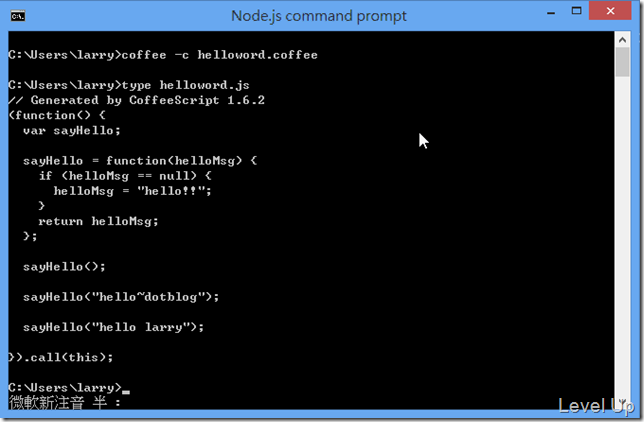 Node.js command prompt
C:\Users\larry>coffee -c helloword.coffee
C:\Users\larry>type helloword.js
// Generated by CoffeeScript 1.6.2
(function() {
  var sayHello;
  sayHello = function(helloMsg) {
    if (helloMsg == null) {
      helloMsg = "hello!!";
    }
    return helloMsg;
  };
  sayHello();
  sayHello("hello~dotblog");
  sayHello("hello larry");
}).call(this);
C:\Users\larry>_
微軟新注音 半 :
Level Up